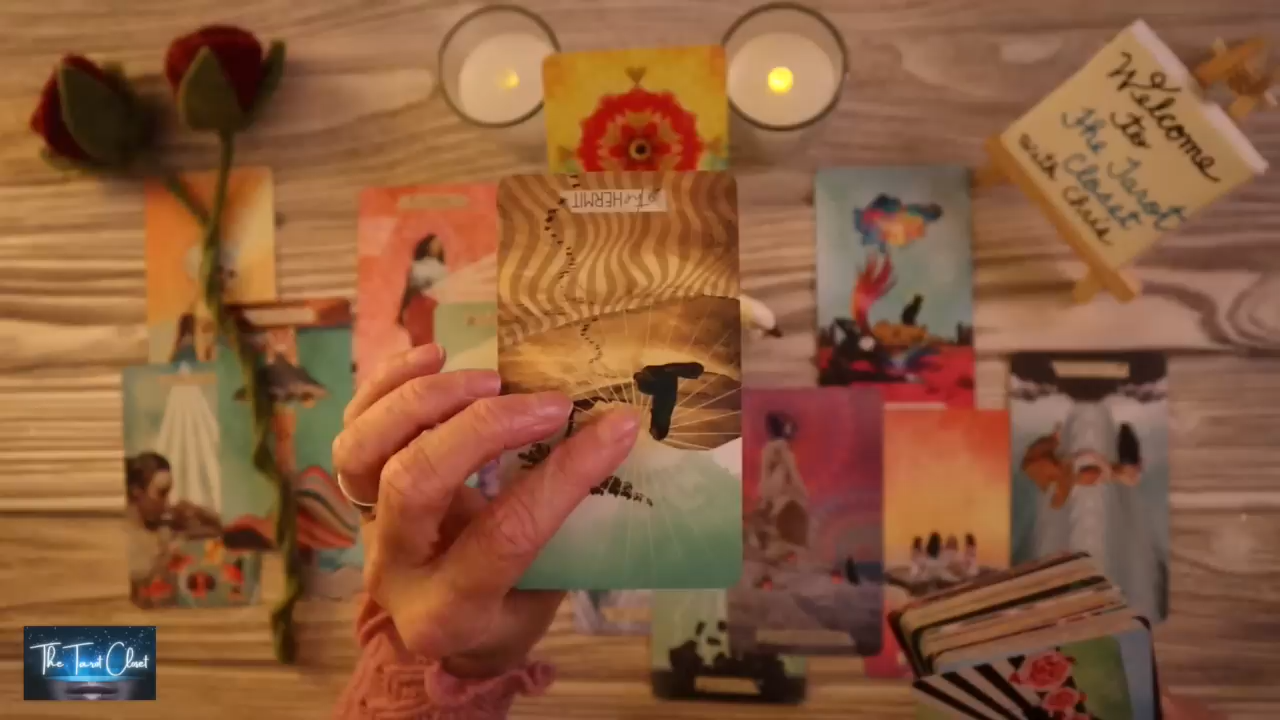 Welcome
to
The Tarot
Closet
with Chris
The HERMIT
The Tarot Closet